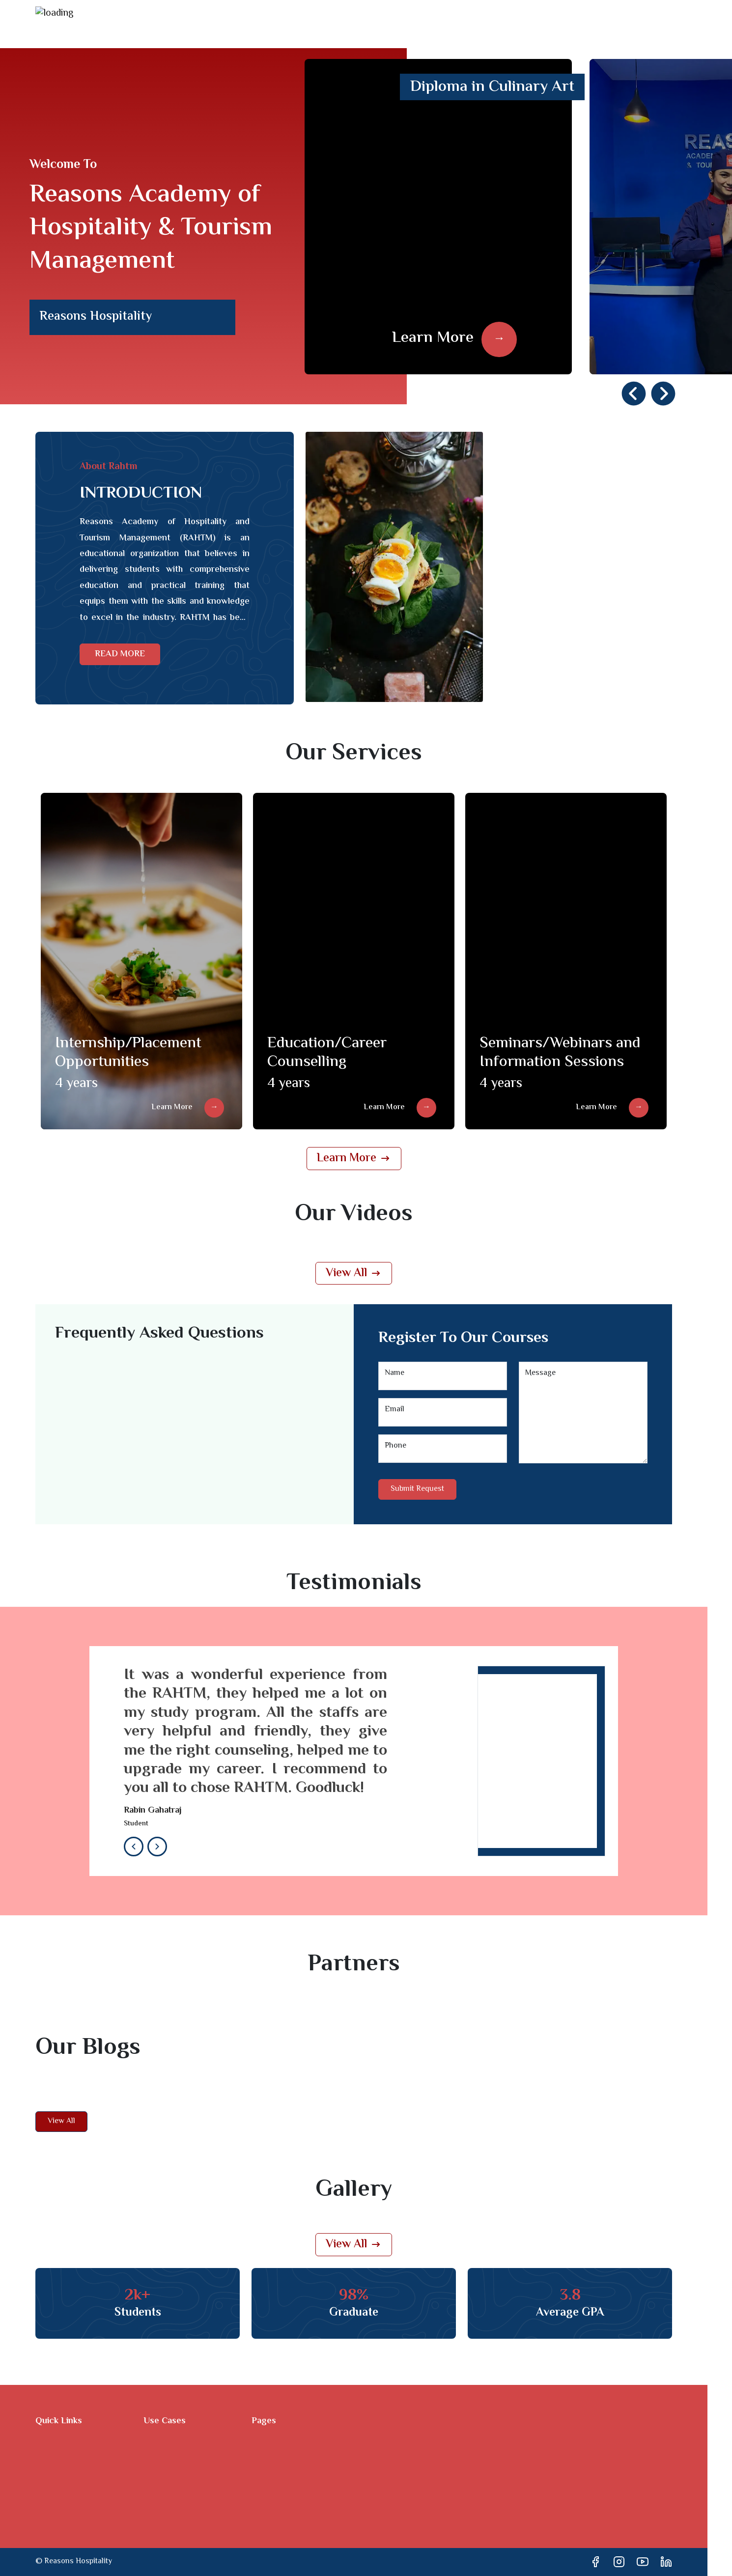 loading
Diploma in Culinary Art
Welcome To
Reasons Academy of
Hospitality & Tourism
Management
Reasons Hospitality
Learn More →
About Rahtm
INTRODUCTION
Reasons Academy of Hospitality and
Tourism Management (RAHTM) is an
educational organization that believes in
delivering students with comprehensive
education and practical training that
equips them with the skills and knowledge
to excel in the industry. RAHTM has be...
READ MORE
Our Services
Internship/Placement
Opportunities
4 years
Learn More →
Education/Career
Counselling
4 years
Learn More →
Seminars/Webinars and
Information Sessions
4 years
Learn More →
Learn More →
Our Videos
View All →
Frequently Asked Questions
Register To Our Courses
Name
Email
Phone
Message
Submit Request
Testimonials
It was a wonderful experience from
the RAHTM, they helped me a lot on
my study program. All the staffs are
very helpful and friendly, they give
me the right counseling, helped me to
upgrade my career. I recommend to
you all to chose RAHTM. Goodluck!
Rabin Gahatraj
Student
Partners
Our Blogs
View All
Gallery
View All →
2k+
Students
98%
Graduate
3.8
Average GPA
Quick Links
Use Cases
Pages
© Reasons Hospitality